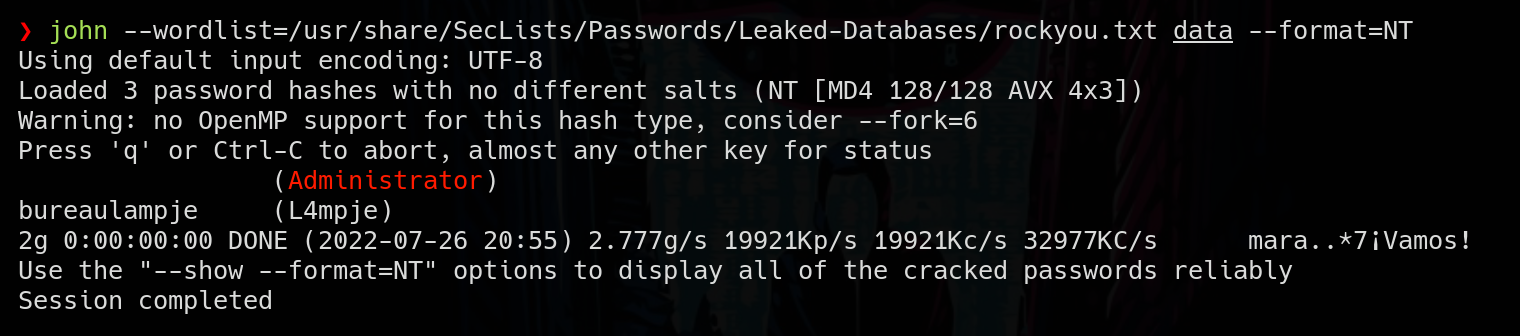 ❯ john --wordlist=/usr/share/SecLists/Passwords/Leaked-Databases/rockyou.txt data --format=NT
Using default input encoding: UTF-8
Loaded 3 password hashes with no different salts (NT [MD4 128/128 AVX 4x3])
Warning: no OpenMP support for this hash type, consider --fork=6
Press 'q' or Ctrl-C to abort, almost any other key for status
                 (Administrator)
bureaulampje     (L4mpje)
2g 0:00:00:00 DONE (2022-07-26 20:55) 2.777g/s 19921Kp/s 19921Kc/s 32977KC/s      mara..*7¡Vamos!
Use the "--show --format=NT" options to display all of the cracked passwords reliably
Session completed